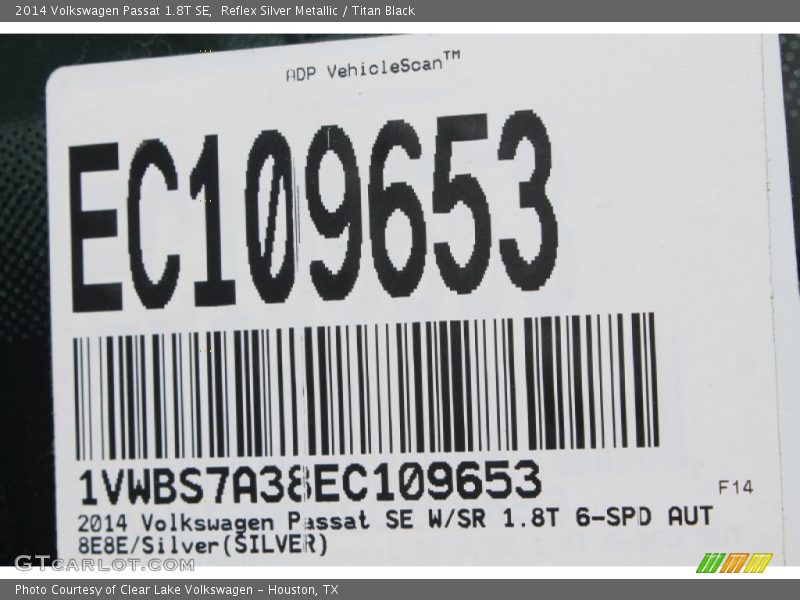 2014 Volkswagen Passat 1.8T SE, Reflex Silver Metallic / Titan Black
ADP VehicleScan™
EC109653
1VWBS7A38EC109653
F14
2014 Volkswagen Passat SE W/SR 1.8T 6-SPD AUT
8E8E/Silver(SILVER)
GTCARLOT.COM
Photo Courtesy of Clear Lake Volkswagen - Houston, TX